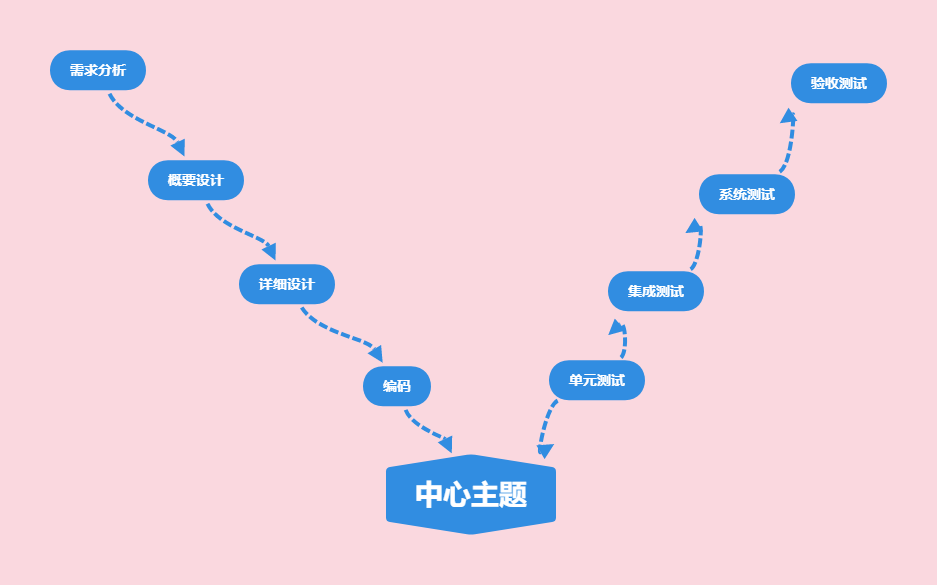 需求分析
验收测试
概要设计
系统测试
详细设计
集成测试
编码
单元测试
中心主题